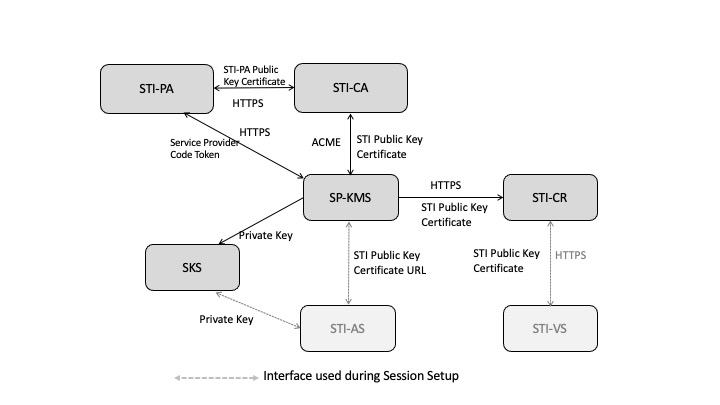 STI-PA Public
Key Certificate
STI-PA
STI-CA
HTTPS
HTTPS
Service Provider
Code Token
ACME
STI Public Key
Certificate
SP-KMS
HTTPS
STI Public Key
Certificate
STI-CR
Private Key
SKS
STI Public Key
Certificate URL
STI Public Key
Certificate
HTTPS
Private Key
STI-AS
STI-VS
Interface used during Session Setup